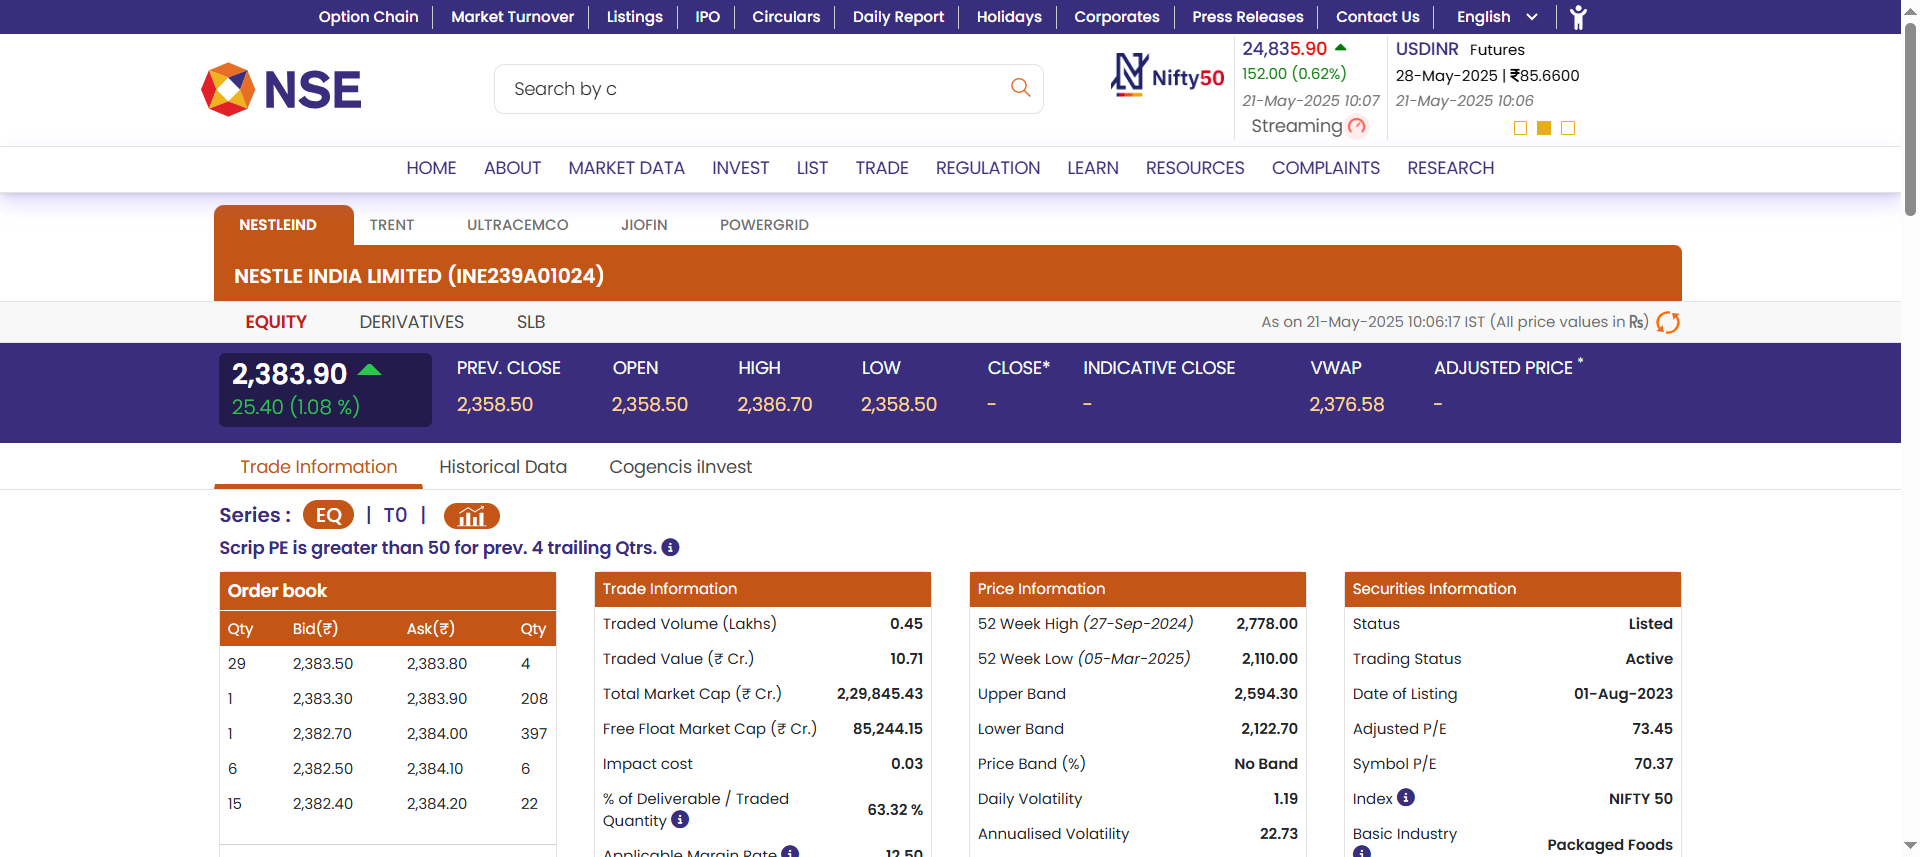 Option Chain Market Turnover Listings IPO Circulars Daily Report Holidays Corporates Press Releases Contact Us English
NSE
Search by c
Nifty50
24,835.90
152.00 (0.62%)
21-May-2025 10:07
Streaming
USDINR Futures
28-May-2025 | ₹85.6600
21-May-2025 10:06
HOME ABOUT MARKET DATA INVEST LIST TRADE REGULATION LEARN RESOURCES COMPLAINTS RESEARCH
NESTLEIND TRENT ULTRACEMCO JIOFIN POWERGRID
NESTLE INDIA LIMITED (INE239A01024)
EQUITY DERIVATIVES SLB As on 21-May-2025 10:06:17 IST (All price values in ₨)
2,383.90
25.40 (1.08 %)
PREV. CLOSE OPEN HIGH LOW CLOSE* INDICATIVE CLOSE VWAP ADJUSTED PRICE *
2,358.50 2,358.50 2,386.70 2,358.50 - - 2,376.58 -
Trade Information Historical Data Cogencis iInvest
Series : EQ | T0 |
Scrip PE is greater than 50 for prev. 4 trailing Qtrs.
Order book
Qty Bid(₹) Ask(₹) Qty
29 2,383.50 2,383.80 4
1 2,383.30 2,383.90 208
1 2,382.70 2,384.00 397
6 2,382.50 2,384.10 6
15 2,382.40 2,384.20 22
Trade Information
Traded Volume (Lakhs) 0.45
Traded Value (₹ Cr.) 10.71
Total Market Cap (₹ Cr.) 2,29,845.43
Free Float Market Cap (₹ Cr.) 85,244.15
Impact cost 0.03
% of Deliverable / Traded
Quantity 63.32 %
Applicable Margin Rate 12.50
Price Information
52 Week High (27-Sep-2024) 2,778.00
52 Week Low (05-Mar-2025) 2,110.00
Upper Band 2,594.30
Lower Band 2,122.70
Price Band (%) No Band
Daily Volatility 1.19
Annualised Volatility 22.73
Securities Information
Status Listed
Trading Status Active
Date of Listing 01-Aug-2023
Adjusted P/E 73.45
Symbol P/E 70.37
Index NIFTY 50
Basic Industry Packaged Foods